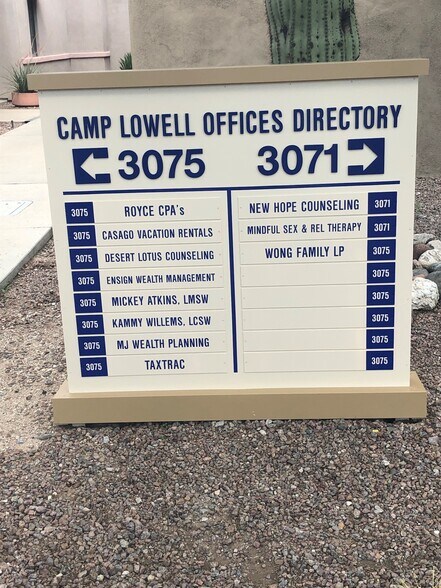 CAMP LOWELL OFFICES DIRECTORY
3075 3071
3075 ROYCE CPA's
3075 CASAGO VACATION RENTALS
3075 DESERT LOTUS COUNSELING
3075 ENSIGN WEALTH MANAGEMENT
3075 MICKEY ATKINS, LMSW
3075 KAMMY WILLEMS, LCSW
3075 MJ WEALTH PLANNING
3075 TAXTRAC
NEW HOPE COUNSELING 3071
MINDFUL SEX & REL THERAPY 3071
WONG FAMILY LP 3071
3075
3075
3075
3075
3075